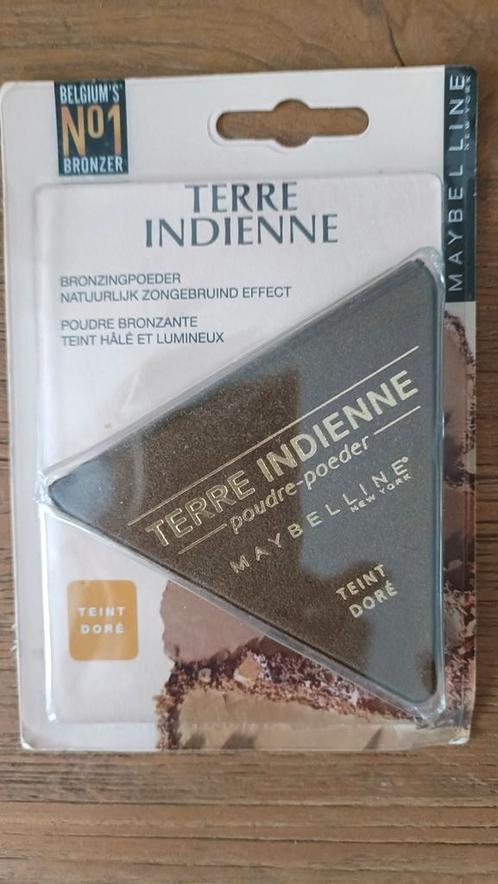 BELGIUM'S
Nº1
BRONZER
MAYBELLINE
NEW YORK
TERRE
INDIENNE
BRONZINGPOEDER
NATUURLIJK ZONGEBRUIND EFFECT
POUDRE BRONZANTE
TEINT HÂLÉ ET LUMINEUX
TERRE INDIENNE
poudre-poeder
MAYBELLINE®
NEW YORK
TEINT
DORÉ
TEINT
DORÉ